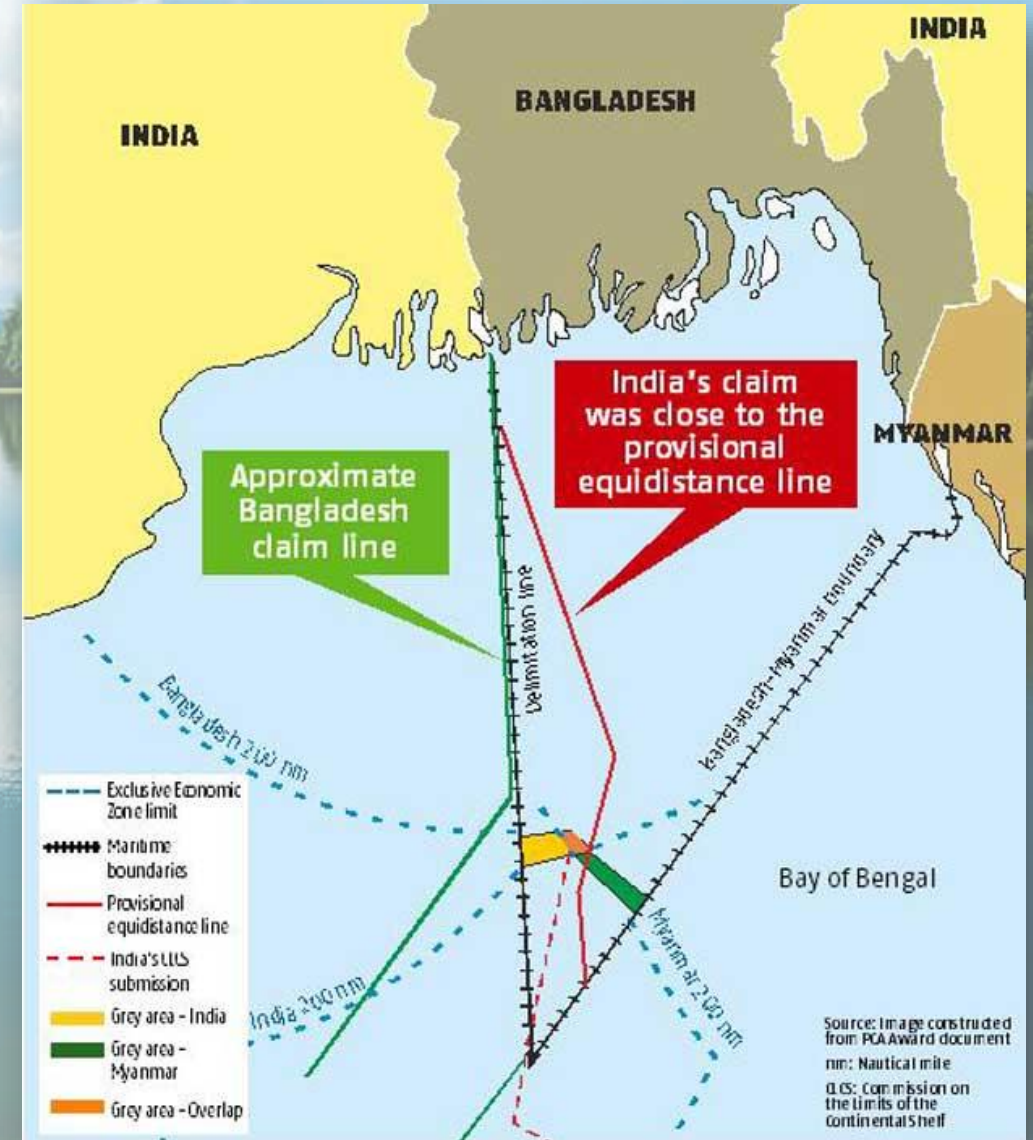 INDIA
BANGLADESH
INDIA
MYANMAR
India's claim
was close to the
provisional
equidistance line
Approximate
Bangladesh
claim line
Delimitation line
Bangladesh-Myanmar boundary
Bangladesh 200 nm
Bay of Bengal
Myanmar 200 nm
India 200 nm
Exclusive Economic
Zone limit
Maritime
boundaries
Provisional
equidistance line
India's CLCS
submission
Grey area - India
Grey area -
Myanmar
Grey area - Overlap
Source: Image constructed
from PCA Award document
nm: Nautical mile
CLCS: Commission on
the Limits of the
Continental Shelf